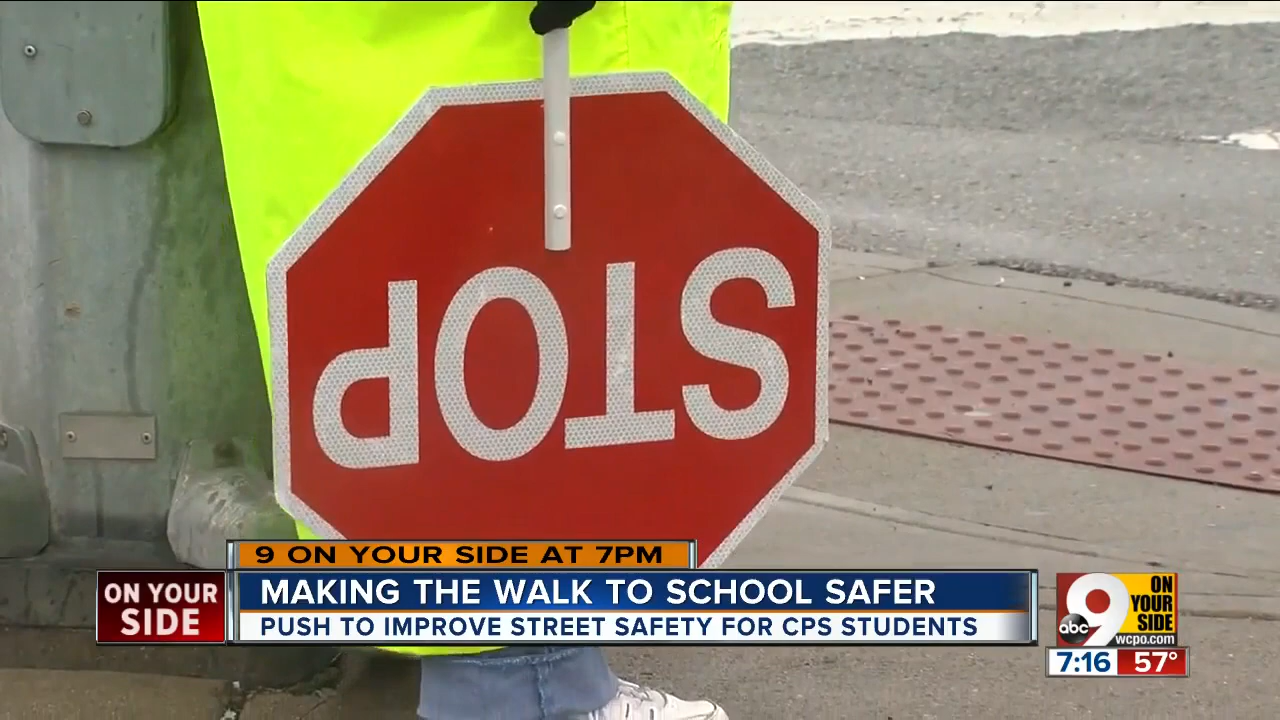 STOP
9 ON YOUR SIDE AT 7PM
ON YOUR
SIDE
MAKING THE WALK TO SCHOOL SAFER
PUSH TO IMPROVE STREET SAFETY FOR CPS STUDENTS
abc 9
ON
YOUR
SIDE
wcpo.com
7:16 57°